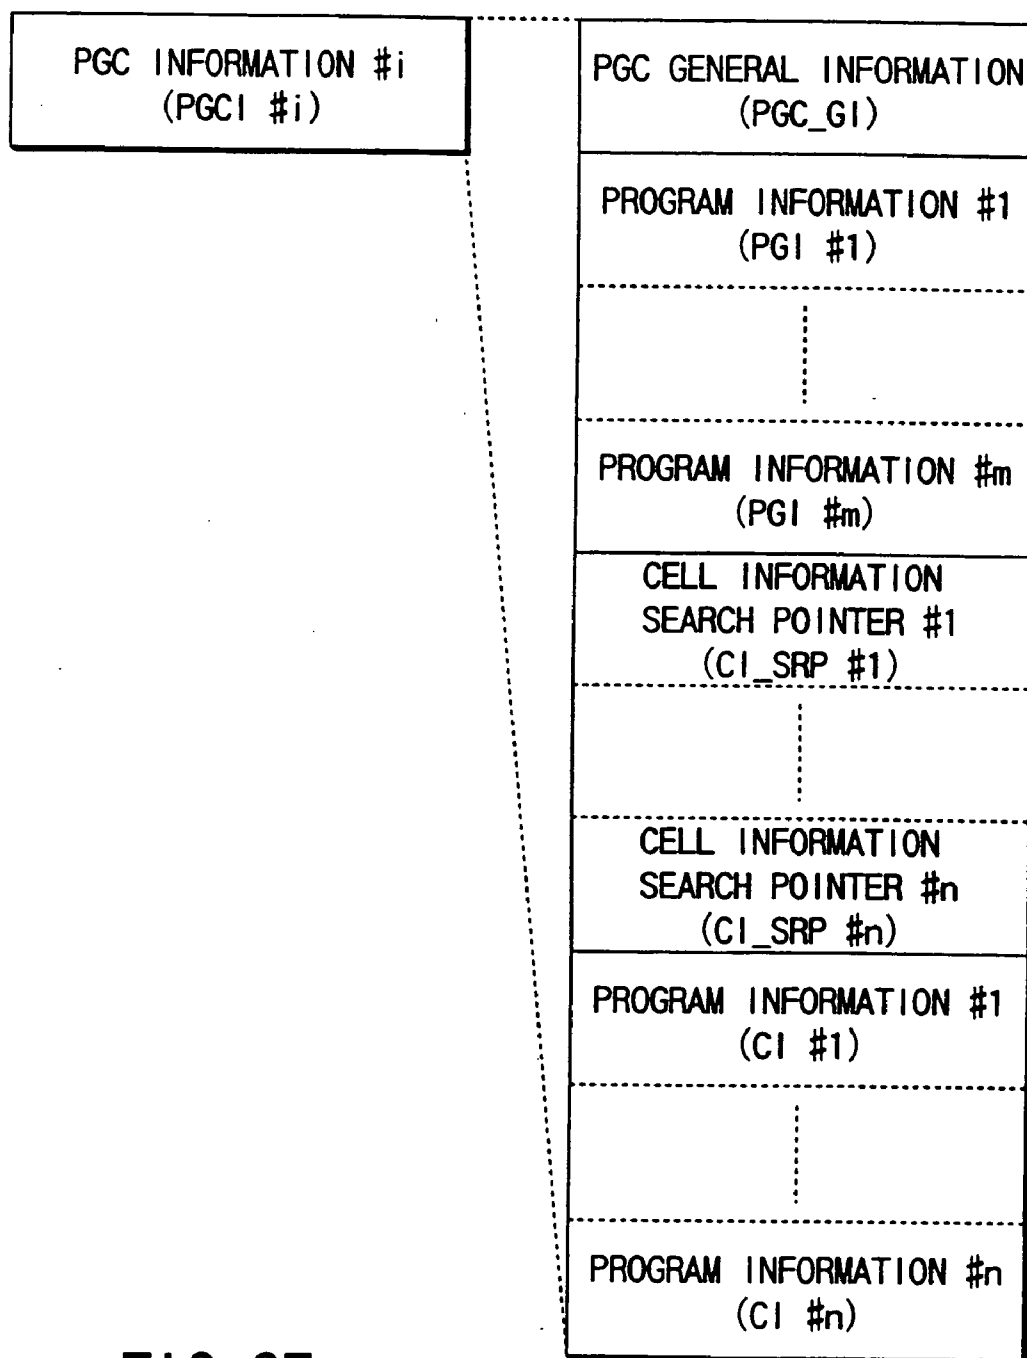 PGC INFORMATION #i
(PGCI #i)
PGC GENERAL INFORMATION
(PGC_GI)
PROGRAM INFORMATION #1
(PGI #1)
PROGRAM INFORMATION #m
(PGI #m)
CELL INFORMATION
SEARCH POINTER #1
(CI_SRP #1)
CELL INFORMATION
SEARCH POINTER #n
(CI_SRP #n)
PROGRAM INFORMATION #1
(CI #1)
PROGRAM INFORMATION #n
(CI #n)